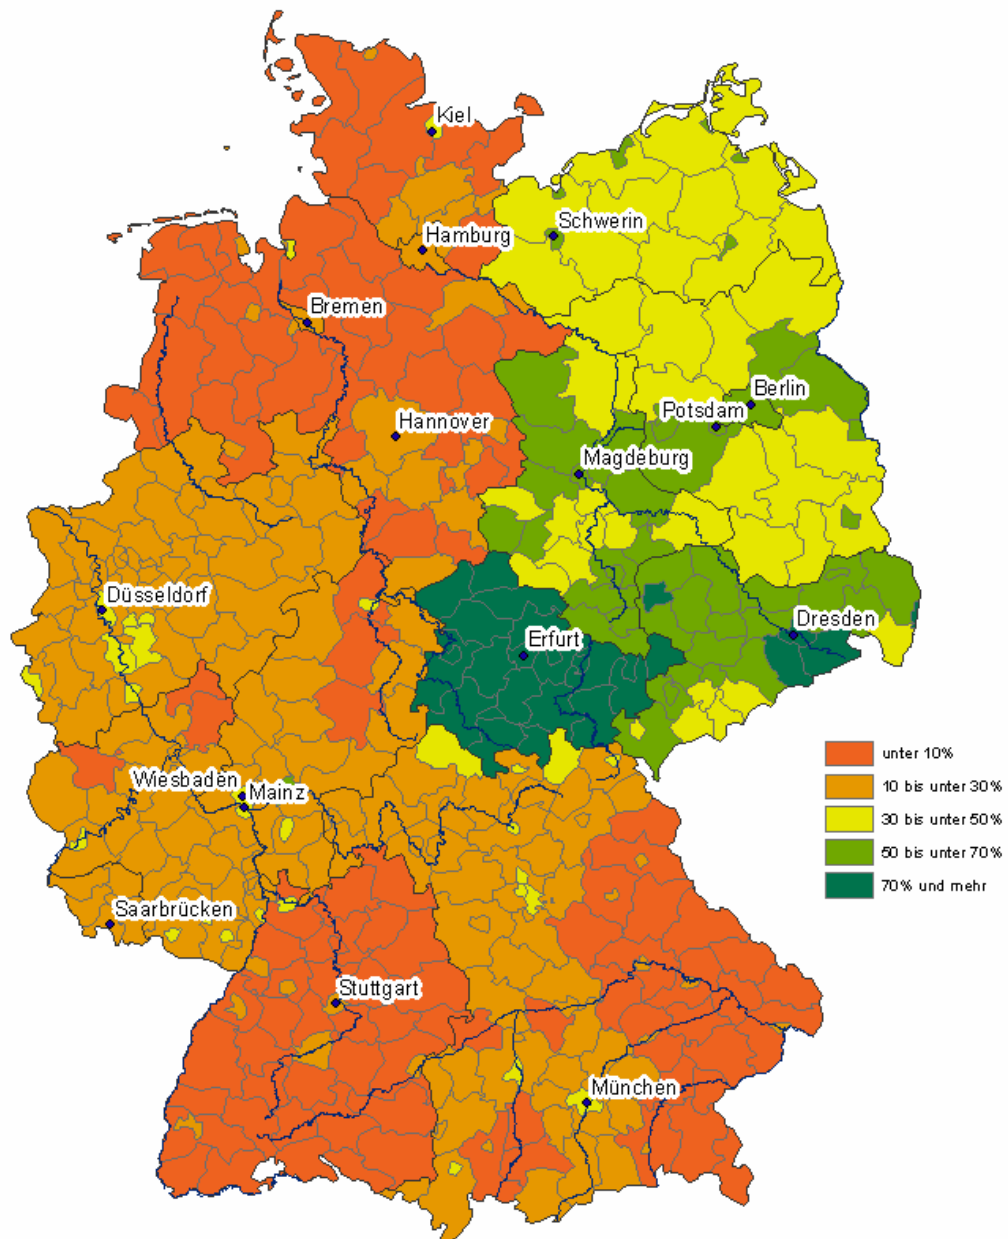 Kiel
Schwerin
Hamburg
Bremen
Berlin
Potsdam
Hannover
Magdeburg
Düsseldorf
Dresden
Erfurt
unter 10%
10 bis unter 30%
30 bis unter 50%
50 bis unter 70%
70% und mehr
Wiesbaden
Mainz
Saarbrücken
Stuttgart
München